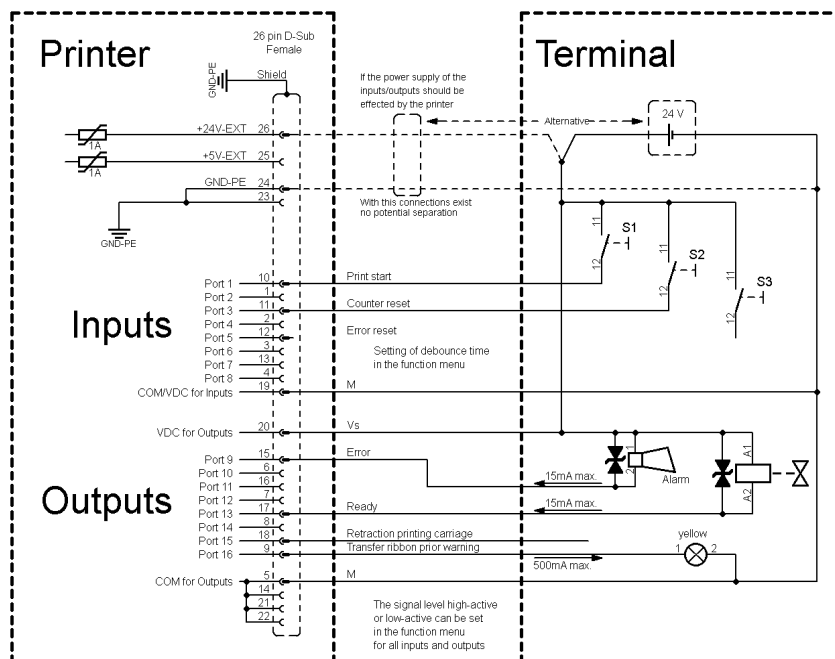 Printer
26 pin D-Sub
Female
Terminal
Shield
GND-PE
If the power supply of the
inputs/outputs should be
effected by the printer
Alternative
24 V
+24V-EXT 26
1A
+5V-EXT 25
1A
GND-PE 24
23
GND-PE
With this connections exist
no potential separation
11
S1
12
11
S2
12
11
S3
12
Inputs
Port 1 10 Print start
Port 2 1
Port 3 11 Counter reset
Port 4 2
Port 5 12 Error reset
Port 6 3
Port 7 13
Port 8 4
Setting of debounce time
in the function menu
COM/VDC for Inputs 19 M
VDC for Outputs 20 Vs
Outputs
Port 9 15 Error
Port 10 6
Port 11 16
Port 12 7
Port 13 17 Ready
Port 14 8
Port 15 18 Retraction printing carriage
Port 16 9 Transfer ribbon prior warning
15mA max.
1
2
Alarm
A1
A2
15mA max.
yellow
1 2
500mA max.
COM for Outputs 5 M
14
21
22
The signal level high-active
or low-active can be set
in the function menu
for all inputs and outputs